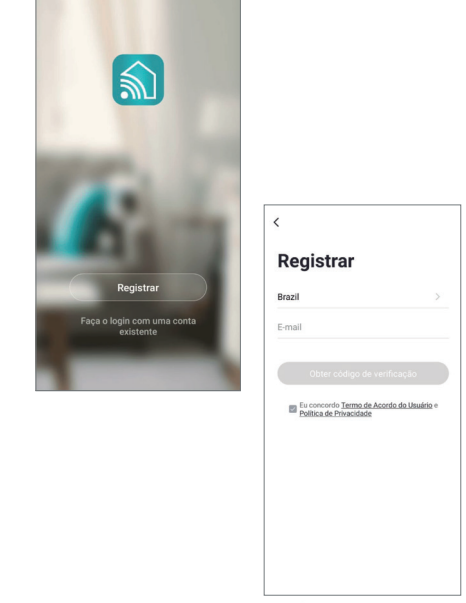 Registrar
Faça o login com uma conta
existente
Registrar
Brazil
E-mail
Obter código de verificação
Eu concordo Termo de Acordo do Usuário e
Política de Privacidade